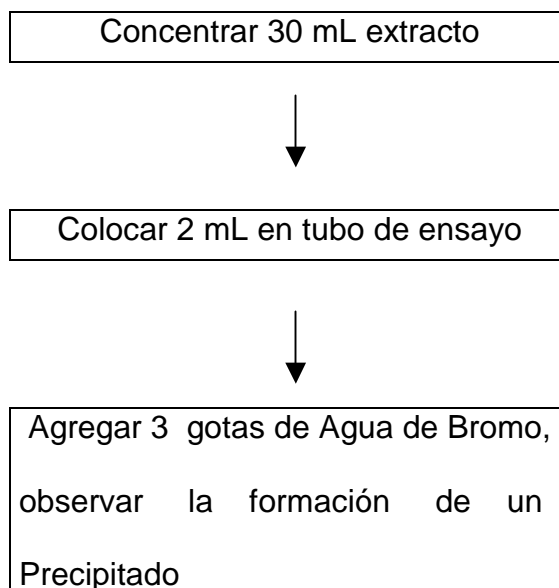 Concentrar 30 mL extracto
Colocar 2 mL en tubo de ensayo
Agregar 3 gotas de Agua de Bromo,
observar la formación de un
Precipitado